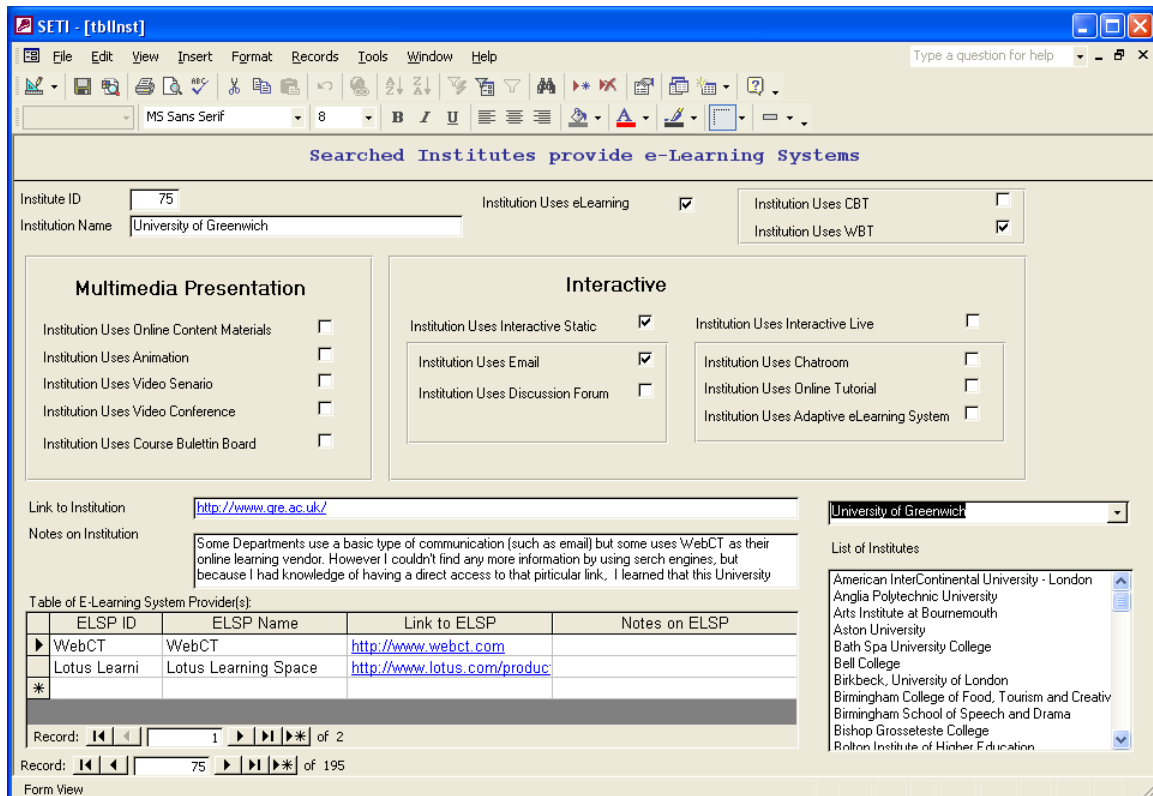 SETI - [tblInst]
File Edit View Insert Format Records Tools Window Help
Type a question for help
MS Sans Serif 8 B I U A
Searched Institutes provide e-Learning Systems
Institute ID 75
Institution Name University of Greenwich
Institution Uses eLearning
Institution Uses CBT
Institution Uses WBT
Multimedia Presentation
Institution Uses Online Content Materials
Institution Uses Animation
Institution Uses Video Senario
Institution Uses Video Conference
Institution Uses Course Bulettin Board
Interactive
Institution Uses Interactive Static
Institution Uses Email
Institution Uses Discussion Forum
Institution Uses Interactive Live
Institution Uses Chatroom
Institution Uses Online Tutorial
Institution Uses Adaptive eLearning System
Link to Institution http://www.gre.ac.uk/
Notes on Institution
Some Departments use a basic type of communication (such as email) but some uses WebCT as their
online learning vendor. However I couldn't find any more information by using serch engines, but
because I had knowledge of having a direct access to that pirticular link, I learned that this University
Table of E-Learning System Provider(s):
ELSP ID ELSP Name Link to ELSP Notes on ELSP
WebCT WebCT http://www.webct.com
Lotus Learni Lotus Learning Space http://www.lotus.com/produc
Record: 1 of 2
Record: 75 of 195
University of Greenwich
List of Institutes
American InterContinental University - London
Anglia Polytechnic University
Arts Institute at Bournemouth
Aston University
Bath Spa University College
Bell College
Birkbeck, University of London
Birmingham College of Food, Tourism and Creativ
Birmingham School of Speech and Drama
Bishop Grosseteste College
Bolton Institute of Higher Education
Form View